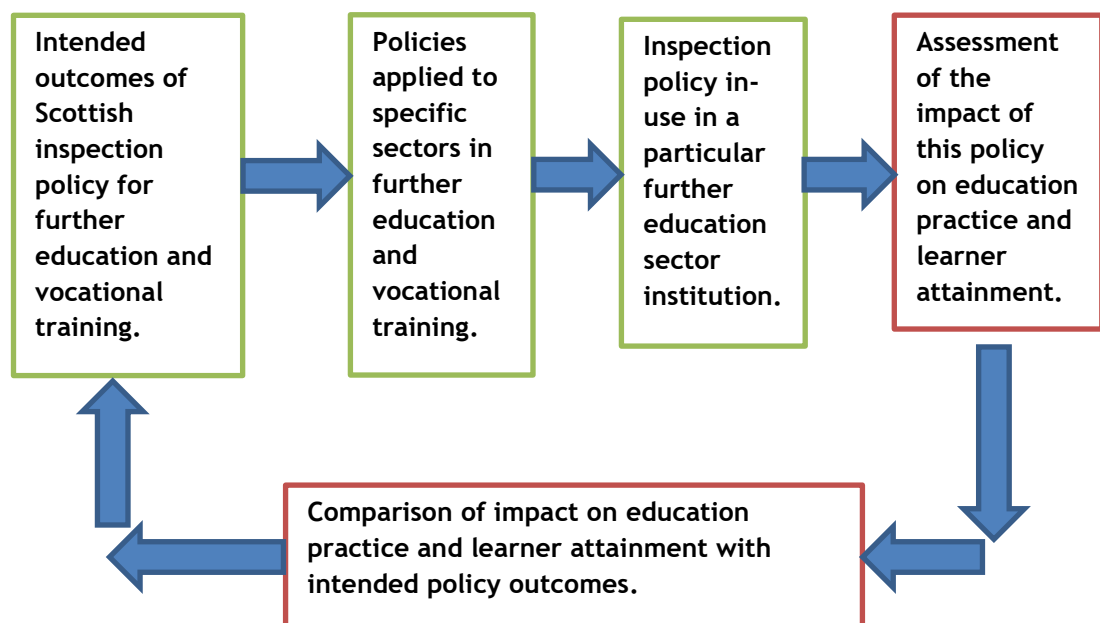 Intended
outcomes of
Scottish
inspection
policy for
further
education and
vocational
training.
Policies
applied to
specific
sectors in
further
education
and
vocational
training.
Inspection
policy in-
use in a
particular
further
education
sector
institution.
Assessment
of the
impact of
this policy
on education
practice and
learner
attainment.
Comparison of impact on education
practice and learner attainment with
intended policy outcomes.